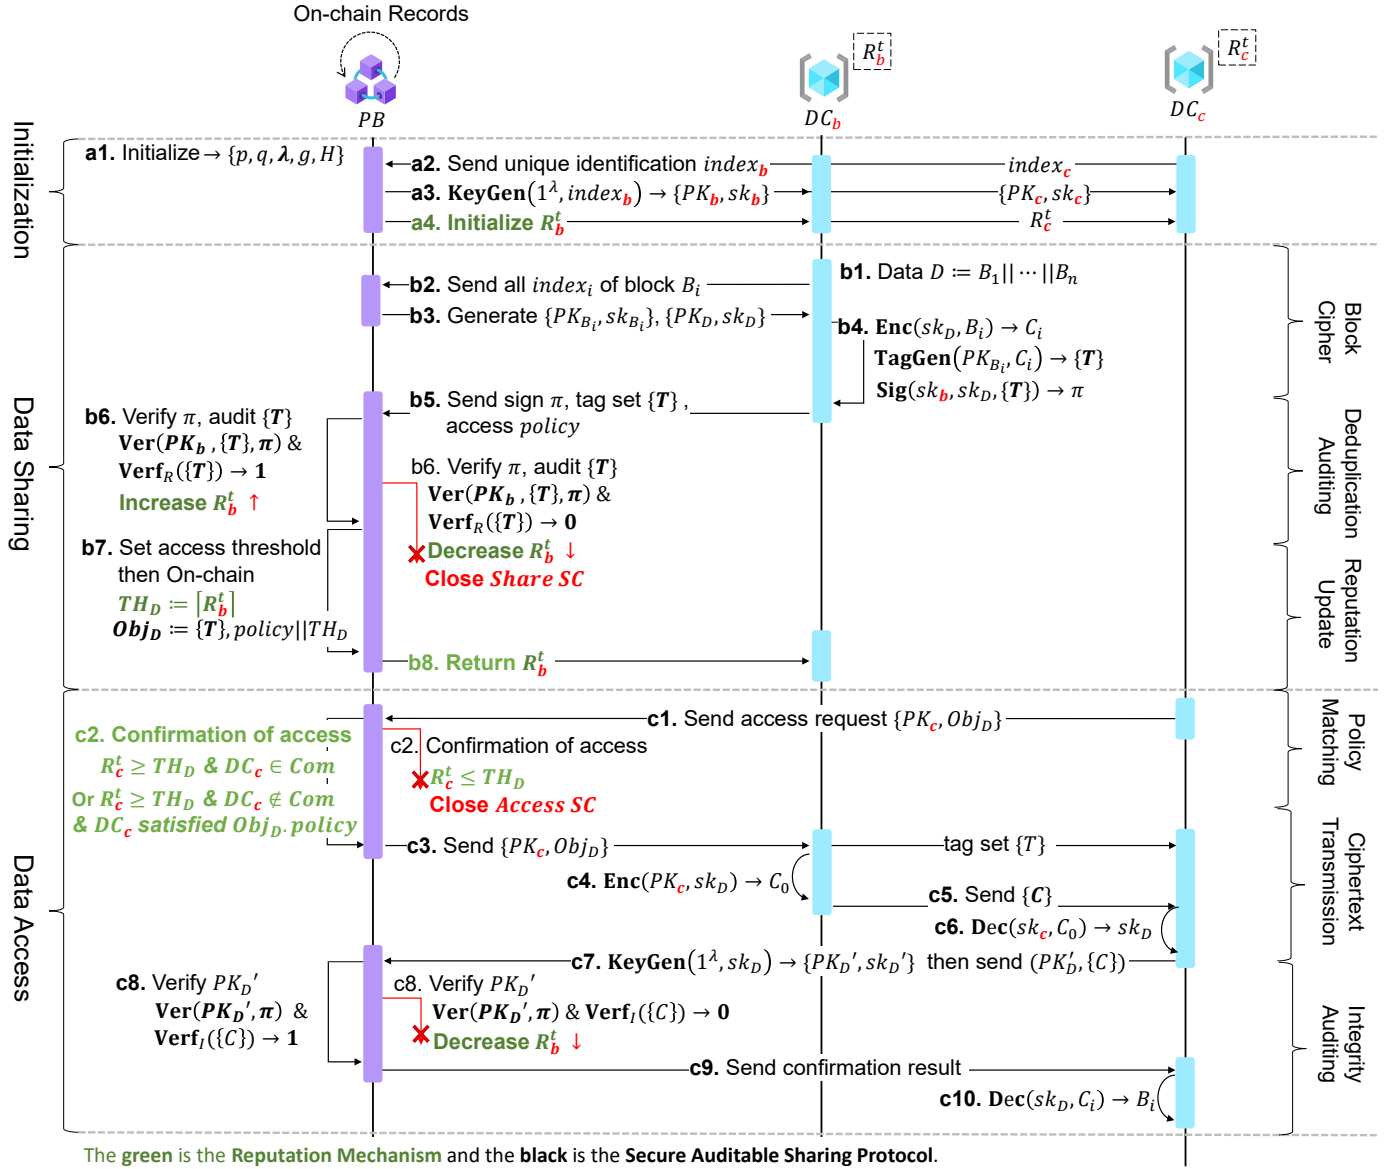 On-chain Records
PB
DC_b
R_b^t
DC_c
R_c^t
Initialization
a1. Initialize → {p, q, λ, g, H}
a2. Send unique identification index_b
index_c
a3. KeyGen(1^λ, index_b) → {PK_b, sk_b}
{PK_c, sk_c}
a4. Initialize R_b^t
R_c^t
Data Sharing
Block
Cipher
b1. Data D := B_1|| ⋯ ||B_n
b2. Send all index_i of block B_i
b3. Generate {PK_{B_i}, sk_{B_i}}, {PK_D, sk_D}
b4. Enc(sk_D, B_i) → C_i
TagGen(PK_{B_i}, C_i) → {T}
Sig(sk_b, sk_D, {T}) → π
Deduplication
Auditing
b5. Send sign π, tag set {T} ,
access policy
b6. Verify π, audit {T}
Ver(PK_b , {T}, π) &
Verf_R({T}) → 1
Increase R_b^t ↑
b6. Verify π, audit {T}
Ver(PK_b , {T}, π) &
Verf_R({T}) → 0
Decrease R_b^t ↓
Close Share SC
Reputation
Update
b7. Set access threshold
then On-chain
TH_D := ⌈R_b^t⌉
Obj_D := {T}, policy||TH_D
b8. Return R_b^t
Data Access
Policy
Matching
c1. Send access request {PK_c, Obj_D}
c2. Confirmation of access
R_c^t ≥ TH_D & DC_c ∈ Com
Or R_c^t ≥ TH_D & DC_c ∉ Com
& DC_c satisfied Obj_D. policy
c2. Confirmation of access
R_c^t ≤ TH_D
Close Access SC
Ciphertext
Transmission
c3. Send {PK_c, Obj_D}
tag set {T}
c4. Enc(PK_c, sk_D) → C_0
c5. Send {C}
c6. Dec(sk_c, C_0) → sk_D
Integrity
Auditing
c7. KeyGen(1^λ, sk_D) → {PK_D′, sk_D′} then send (PK_D′, {C})
c8. Verify PK_D′
Ver(PK_D′, π) &
Verf_I({C}) → 1
c8. Verify PK_D′
Ver(PK_D′, π) & Verf_I({C}) → 0
Decrease R_b^t ↓
c9. Send confirmation result
c10. Dec(sk_D, C_i) → B_i
The green is the Reputation Mechanism and the black is the Secure Auditable Sharing Protocol.